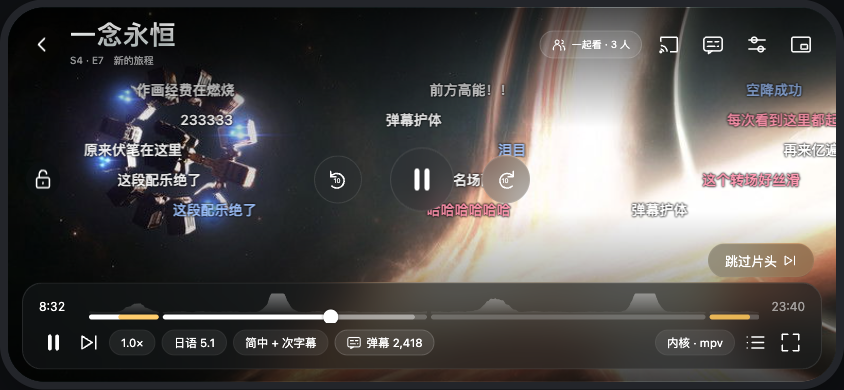 一念永恒
S4 · E7 新的旅程
一起看 · 3 人
作画经费在燃烧
前方高能！！
空降成功
233333
弹幕护体
每次看到这里都起
原来伏笔在这里
泪目
再来亿遍
这段配乐绝了
名场
这个转场好丝滑
这段配乐绝了
哈哈哈哈哈哈
弹幕护体
10
10
跳过片头
8:32
23:40
1.0×
日语 5.1
简中 + 次字幕
弹幕 2,418
内核 · mpv